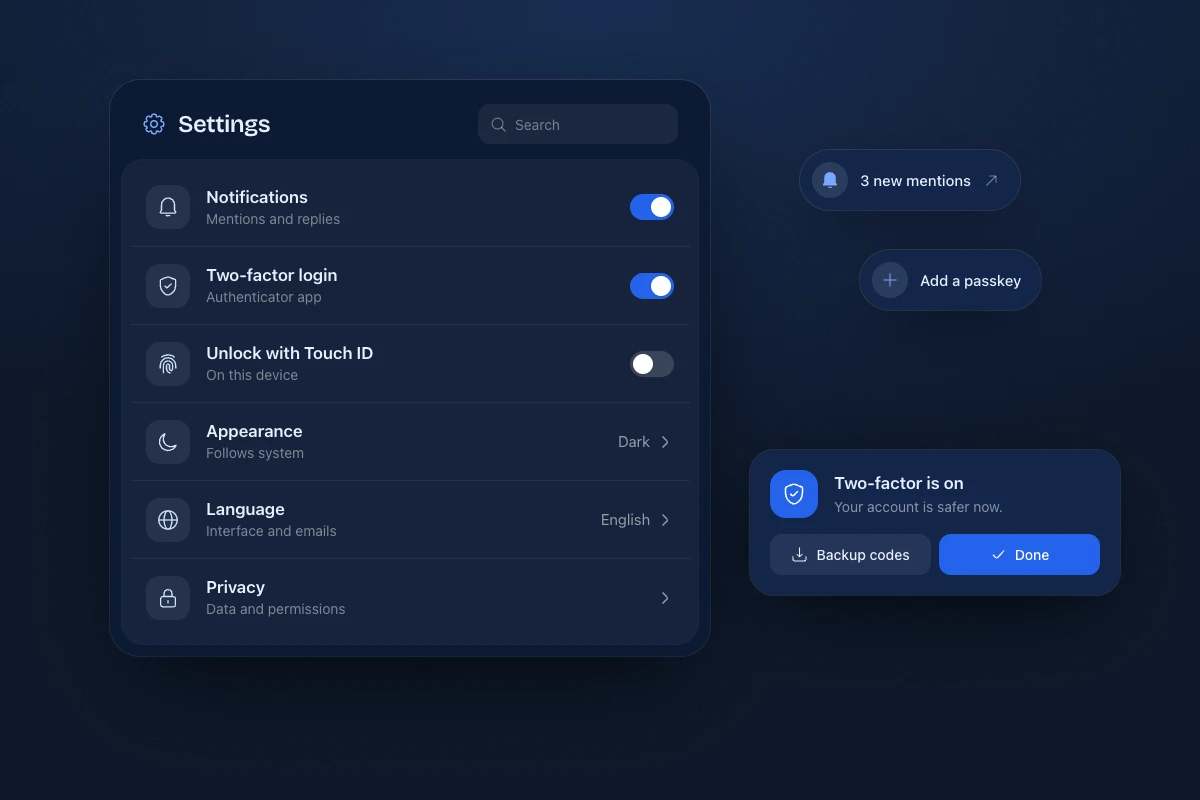 Settings
Search
Notifications
Mentions and replies
Two-factor login
Authenticator app
Unlock with Touch ID
On this device
Appearance
Follows system
Dark
Language
Interface and emails
English
Privacy
Data and permissions
3 new mentions
Add a passkey
Two-factor is on
Your account is safer now.
Backup codes
Done